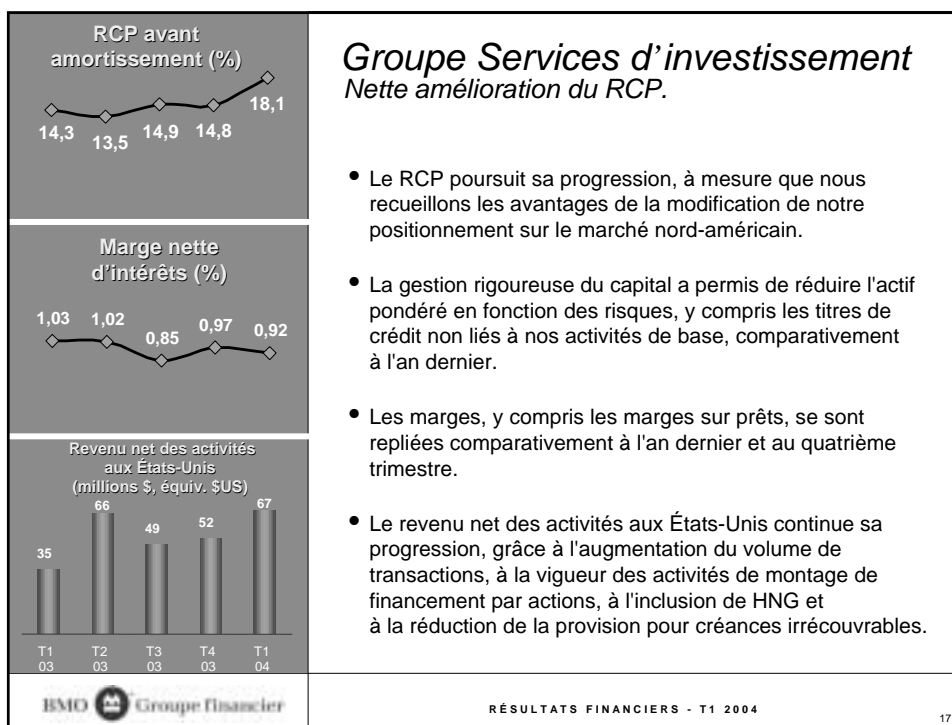 RCP avant
amortissement (%)
14,3 13,5 14,9 14,8 18,1
Marge nette
d'intérêts (%)
1,03 1,02 0,85 0,97 0,92
Revenu net des activités
aux États-Unis
(millions $, équiv. $US)
35 66 49 52 67
T1 T2 T3 T4 T1
03 03 03 03 04
Groupe Services d'investissement
Nette amélioration du RCP.
• Le RCP poursuit sa progression, à mesure que nous
recueillons les avantages de la modification de notre
positionnement sur le marché nord-américain.
• La gestion rigoureuse du capital a permis de réduire l'actif
pondéré en fonction des risques, y compris les titres de
crédit non liés à nos activités de base, comparativement
à l'an dernier.
• Les marges, y compris les marges sur prêts, se sont
repliées comparativement à l'an dernier et au quatrième
trimestre.
• Le revenu net des activités aux États-Unis continue sa
progression, grâce à l'augmentation du volume de
transactions, à la vigueur des activités de montage de
financement par actions, à l'inclusion de HNG et
à la réduction de la provision pour créances irrécouvrables.
BMO Groupe financier
RÉSULTATS FINANCIERS - T1 2004
17